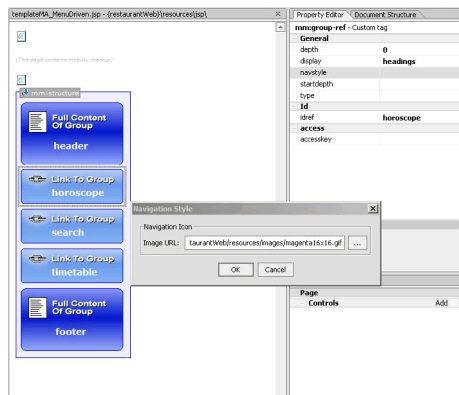 templateMA_MenuDriven.jsp - {restaurantWeb}\resources\jsp\
(This page contains mobility markup)
mm:structure
Full Content Of Group
header
Link To Group
horoscope
Link To Group
search
Link To Group
timetable
Full Content Of Group
footer
Property Editor
Document Structure
mm:group-ref - Custom tag
General
depth 0
display headings
navstyle
startdepth
type
Id
idref horoscope
access
accesskey
Navigation Style
Navigation Icon
Image URL: taurantWeb/resources/images/magenta16x16.gif ...
OK Cancel
Page
Controls Add